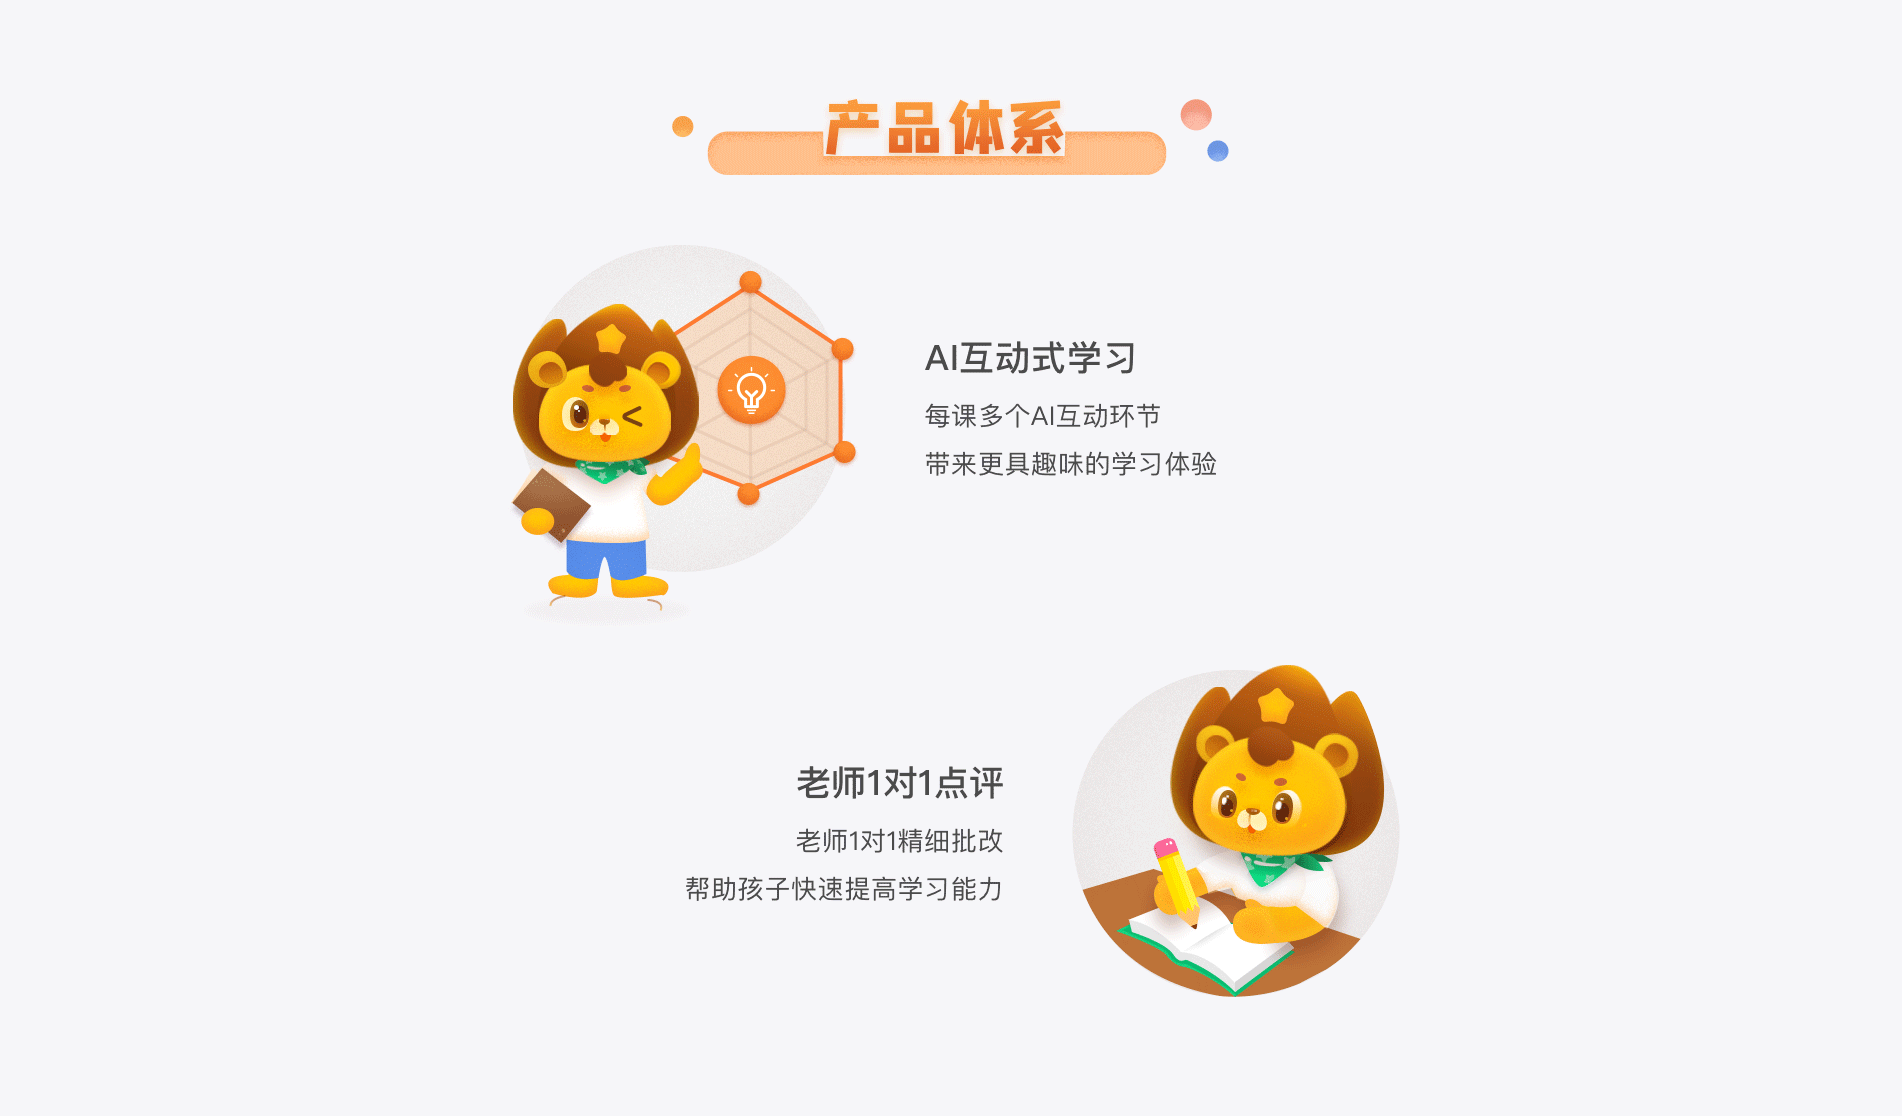 产品体系
AI互动式学习
每课多个AI互动环节
带来更具趣味的学习体验
老师1对1点评
老师1对1精细批改
帮助孩子快速提高学习能力